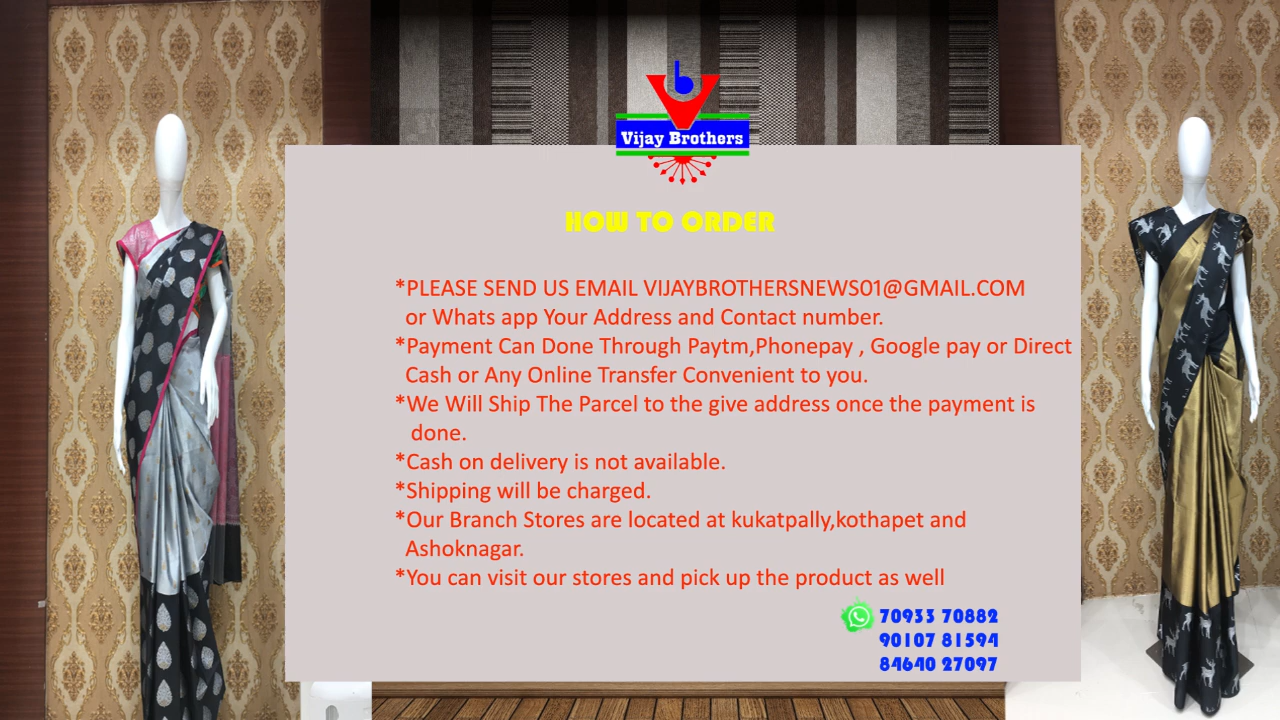 Vijay Brothers
HOW TO ORDER
*PLEASE SEND US EMAIL VIJAYBROTHERSNEWS01@GMAIL.COM
or Whats app Your Address and Contact number.
*Payment Can Done Through Paytm,Phonepay , Google pay or Direct
Cash or Any Online Transfer Convenient to you.
*We Will Ship The Parcel to the give address once the payment is
done.
*Cash on delivery is not available.
*Shipping will be charged.
*Our Branch Stores are located at kukatpally,kothapet and
Ashoknagar.
*You can visit our stores and pick up the product as well
70933 70882
90107 81594
84640 27097